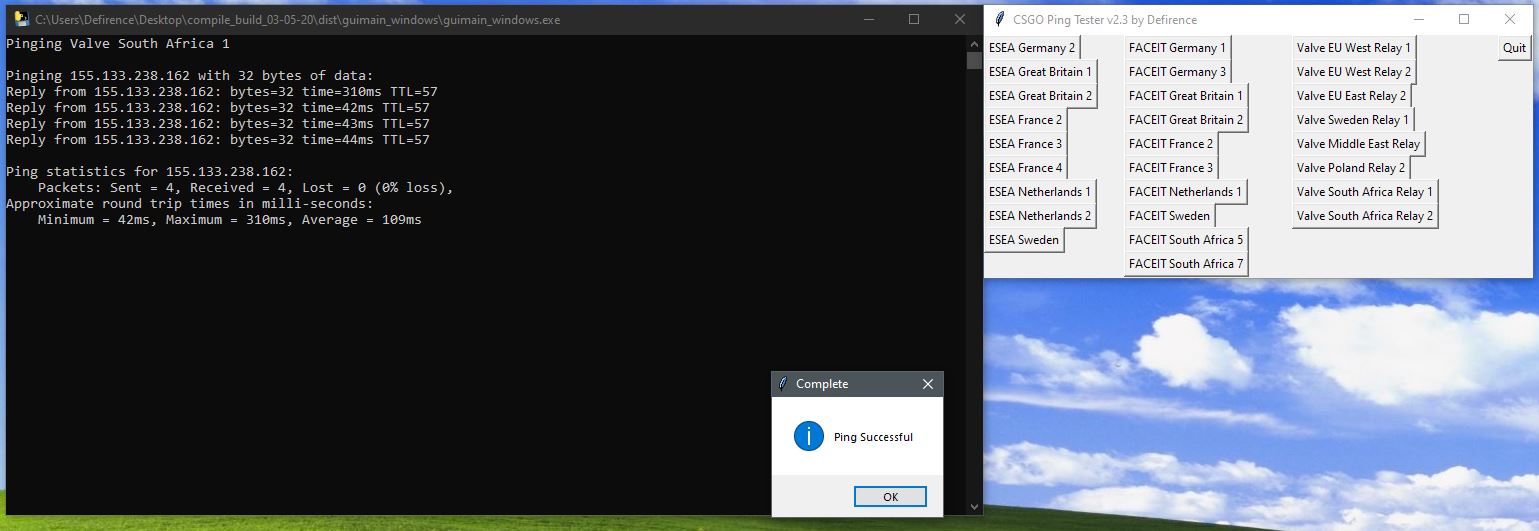 C:\Users\Defirence\Desktop\compile_build_03-05-20\dist\guimain_windows\guimain_windows.exe
Pinging Valve South Africa 1
Pinging 155.133.238.162 with 32 bytes of data:
Reply from 155.133.238.162: bytes=32 time=310ms TTL=57
Reply from 155.133.238.162: bytes=32 time=42ms TTL=57
Reply from 155.133.238.162: bytes=32 time=43ms TTL=57
Reply from 155.133.238.162: bytes=32 time=44ms TTL=57
Ping statistics for 155.133.238.162:
    Packets: Sent = 4, Received = 4, Lost = 0 (0% loss),
Approximate round trip times in milli-seconds:
    Minimum = 42ms, Maximum = 310ms, Average = 109ms
Complete
Ping Successful
OK
CSGO Ping Tester v2.3 by Defirence
ESEA Germany 2
ESEA Great Britain 1
ESEA Great Britain 2
ESEA France 2
ESEA France 3
ESEA France 4
ESEA Netherlands 1
ESEA Netherlands 2
ESEA Sweden
FACEIT Germany 1
FACEIT Germany 3
FACEIT Great Britain 1
FACEIT Great Britain 2
FACEIT France 2
FACEIT France 3
FACEIT Netherlands 1
FACEIT Sweden
FACEIT South Africa 5
FACEIT South Africa 7
Valve EU West Relay 1
Valve EU West Relay 2
Valve EU East Relay 2
Valve Sweden Relay 1
Valve Middle East Relay
Valve Poland Relay 2
Valve South Africa Relay 1
Valve South Africa Relay 2
Quit